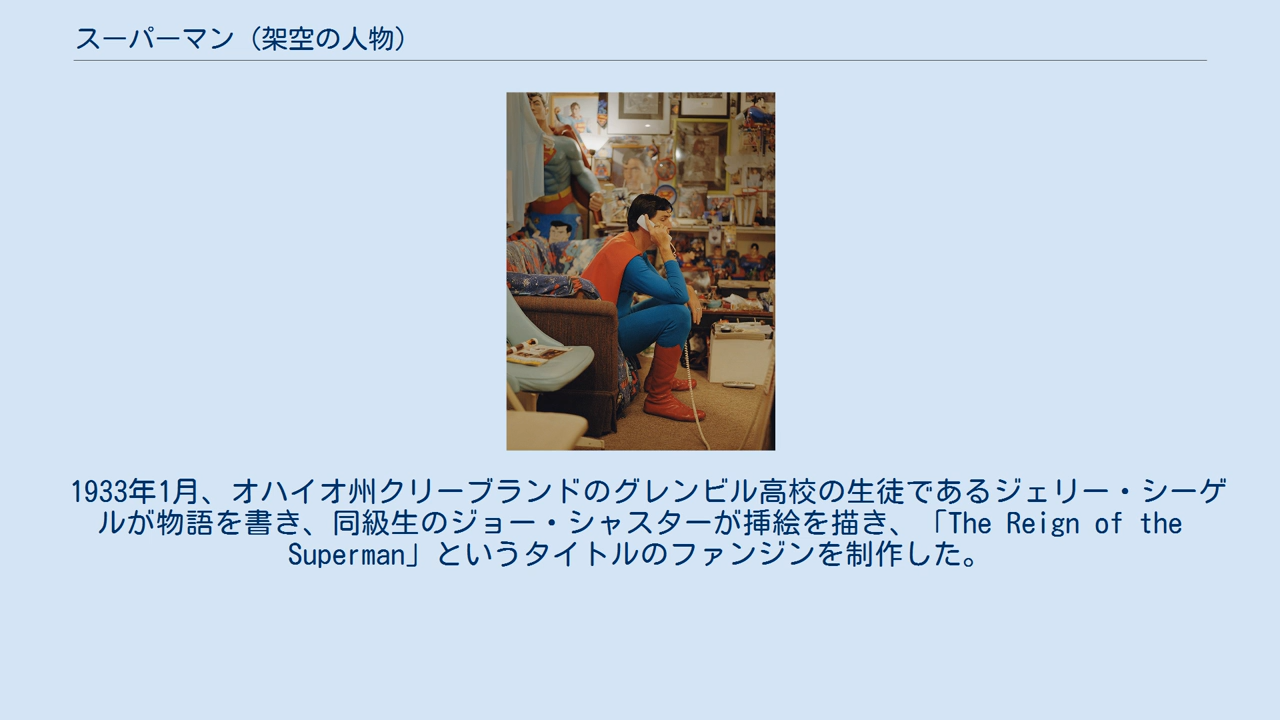 スーパーマン（架空の人物）
1933年1月、オハイオ州クリーブランドのグレンビル高校の生徒であるジェリー・シーゲ
ルが物語を書き、同級生のジョー・シャスターが挿絵を描き、「The Reign of the
Superman」というタイトルのファンジンを制作した。